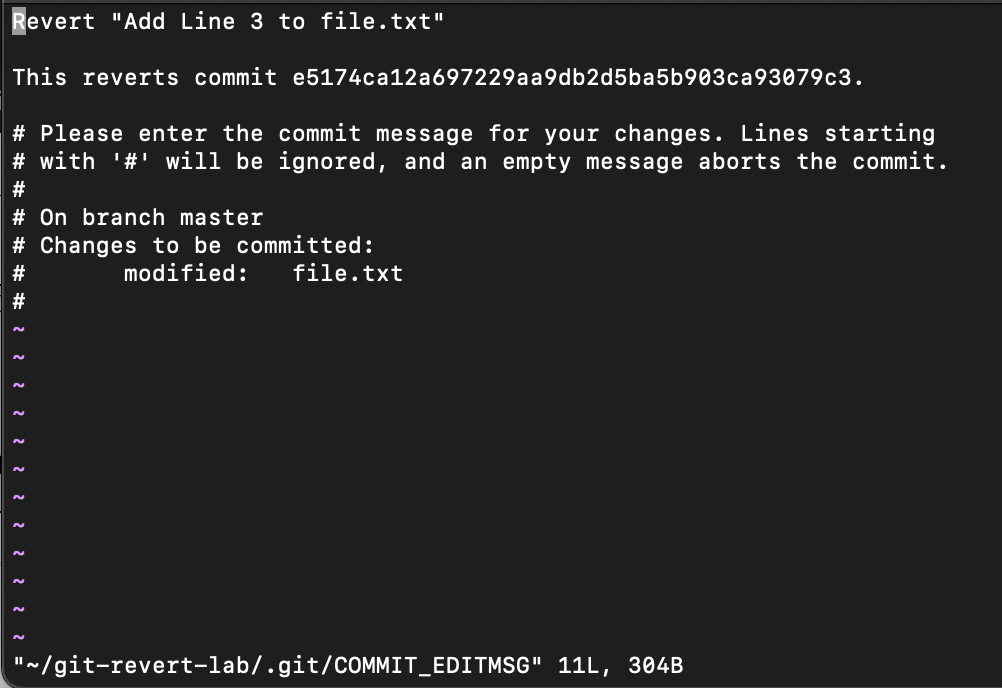 Revert "Add Line 3 to file.txt"

This reverts commit e5174ca12a697229aa9db2d5ba5b903ca93079c3.

# Please enter the commit message for your changes. Lines starting
# with '#' will be ignored, and an empty message aborts the commit.
#
# On branch master
# Changes to be committed:
#       modified:   file.txt
#
~
~
~
~
~
~
~
~
~
~
~
~
"~/git-revert-lab/.git/COMMIT_EDITMSG" 11L, 304B